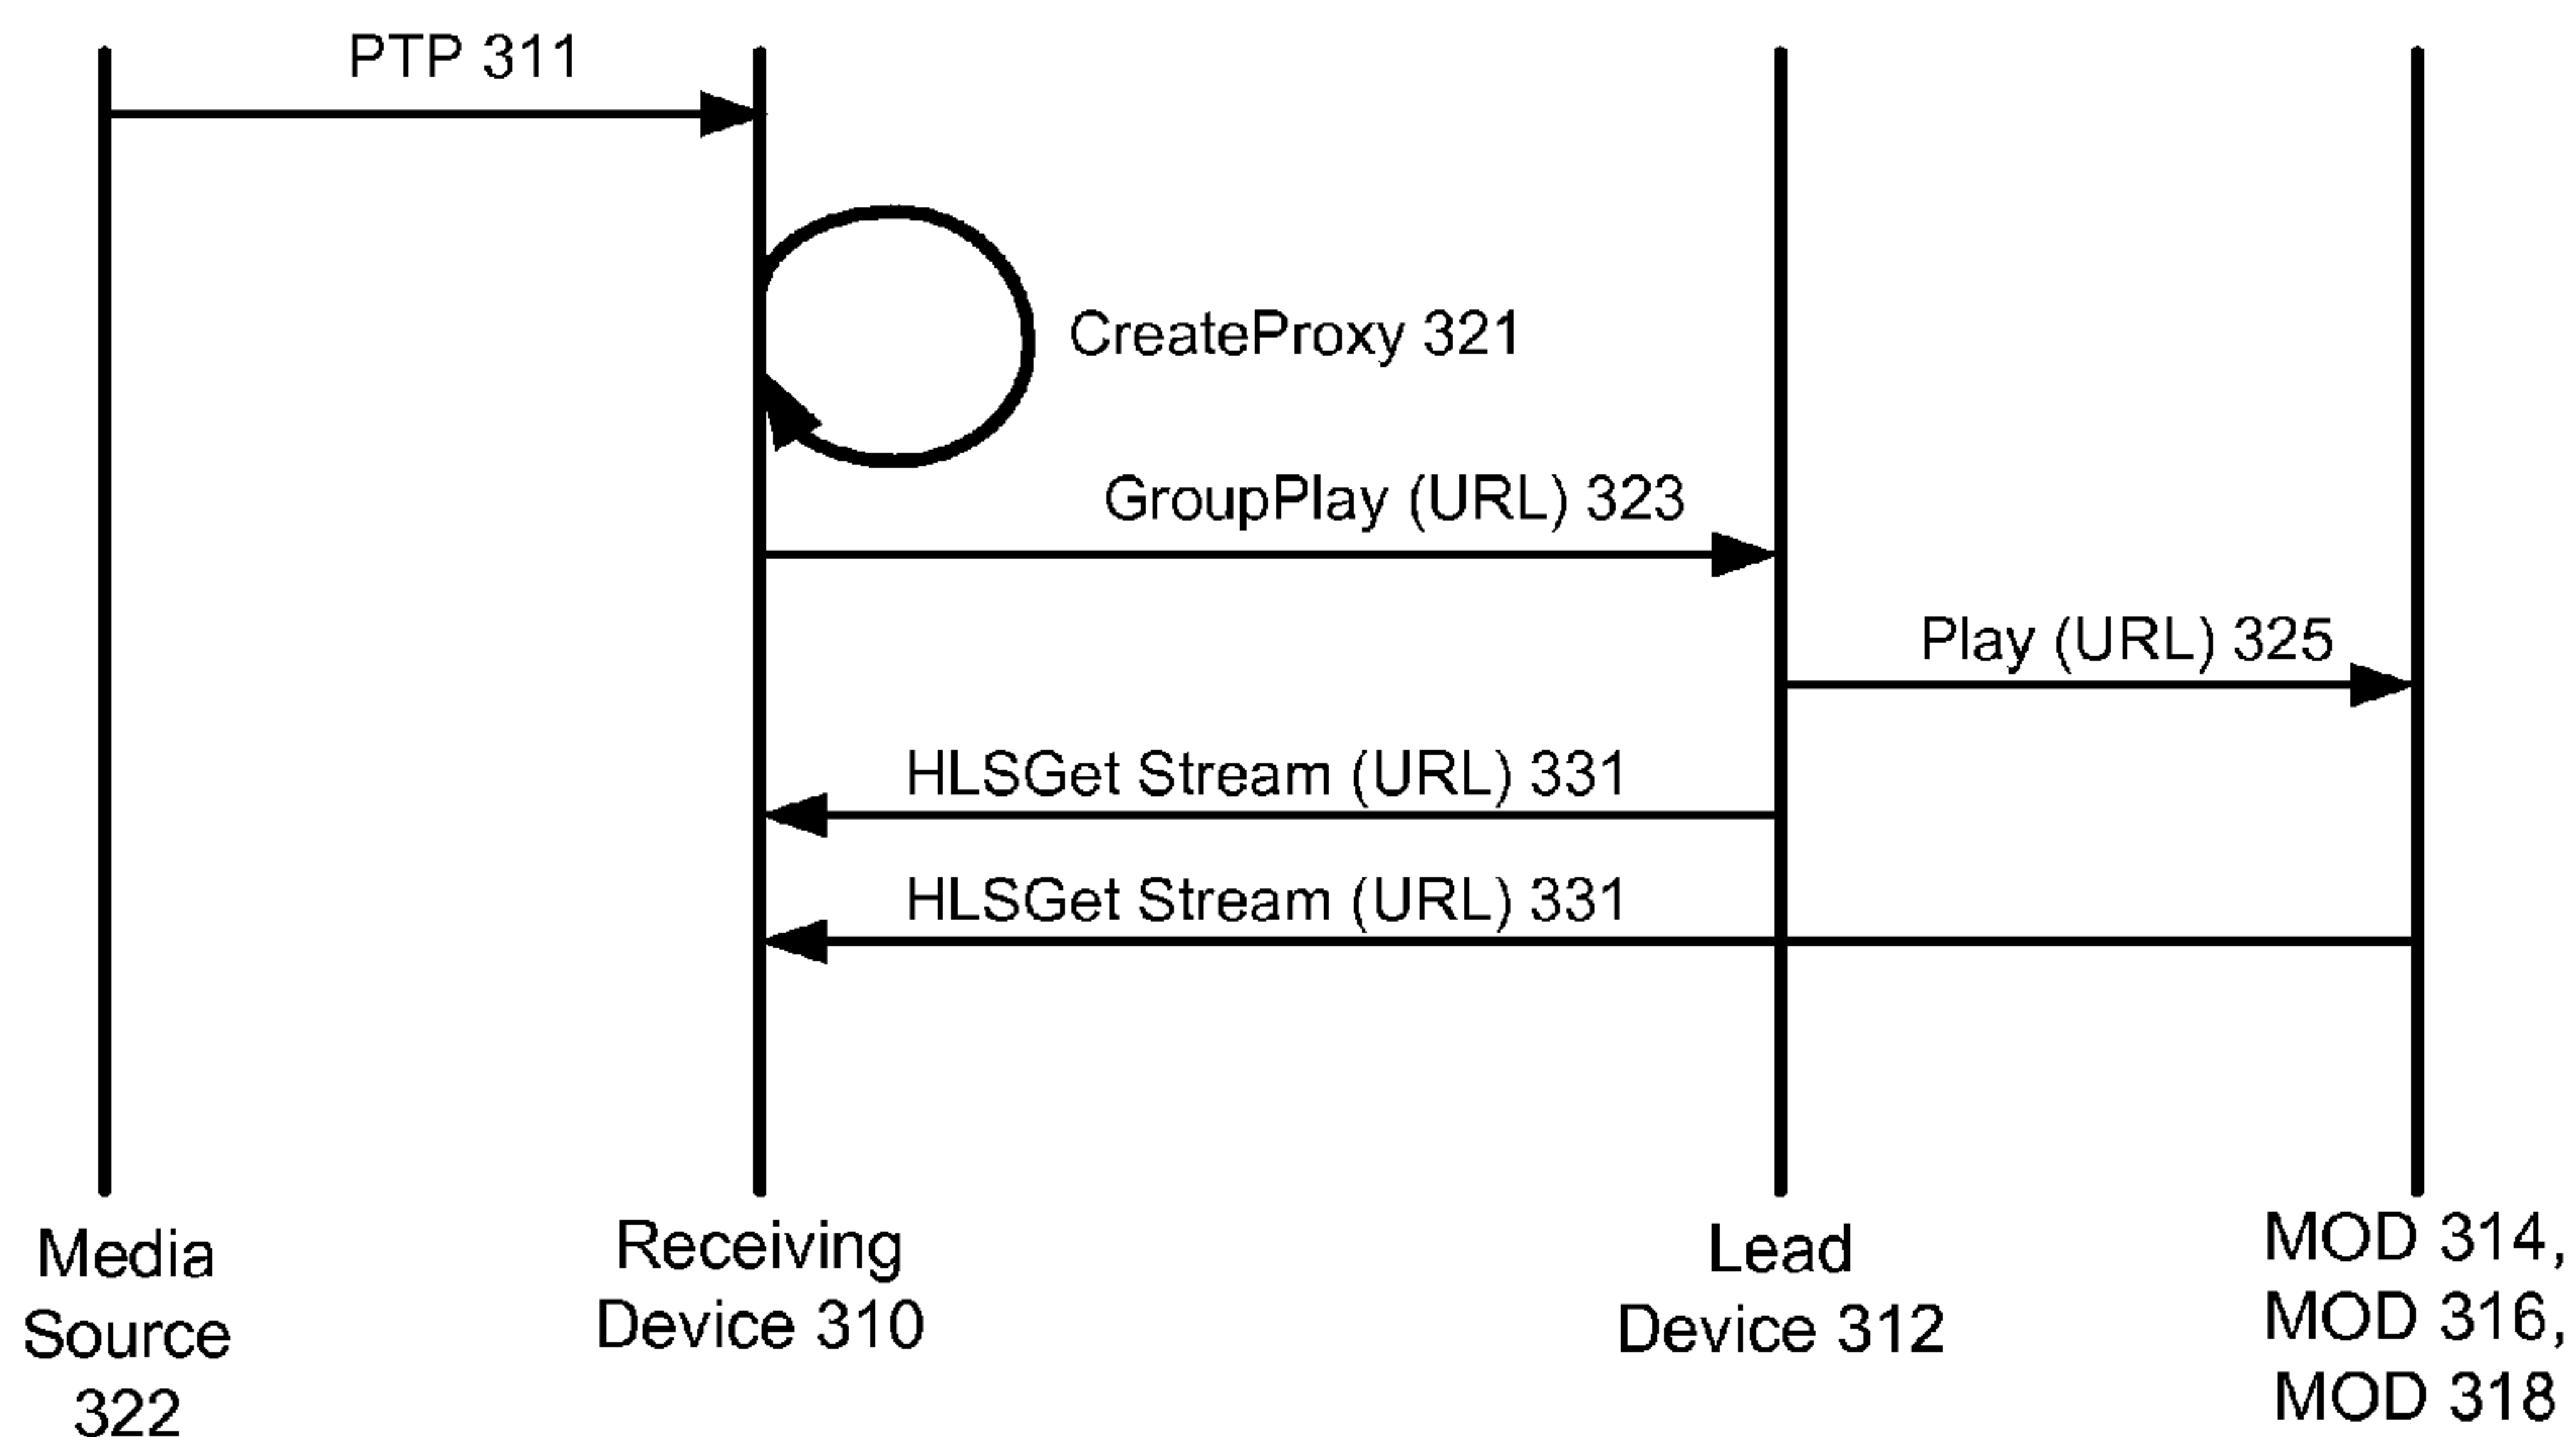 PTP 311
CreateProxy 321
GroupPlay (URL) 323
Play (URL) 325
HLSGet Stream (URL) 331
HLSGet Stream (URL) 331
Media
Source
322
Receiving
Device 310
Lead
Device 312
MOD 314,
MOD 316,
MOD 318